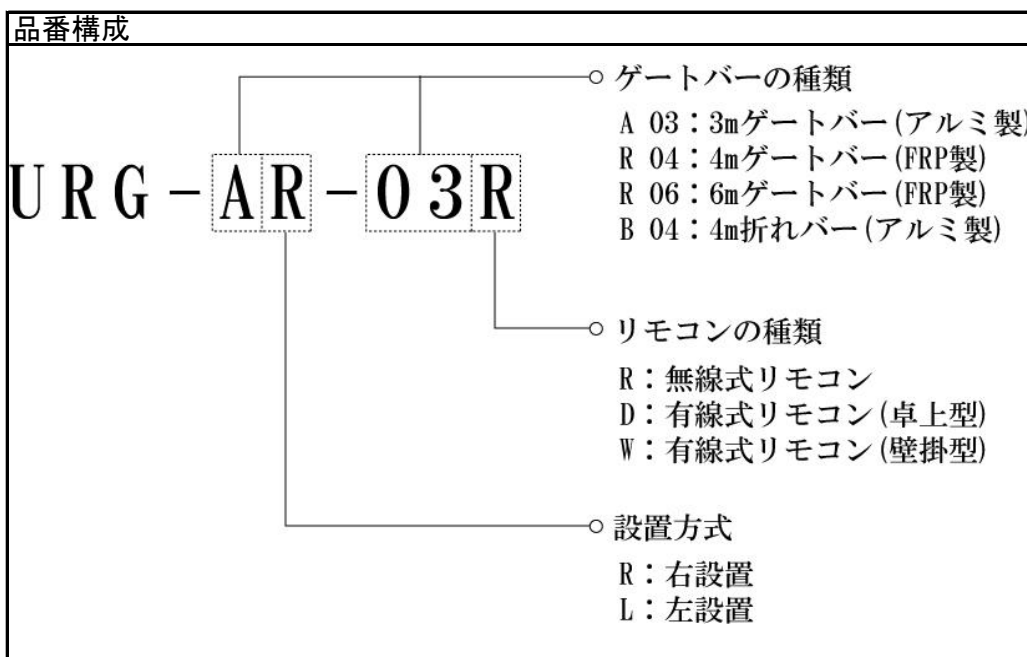 品番構成
ゲートバーの種類
A 03：3mゲートバー(アルミ製)
R 04：4mゲートバー(FRP製)
R 06：6mゲートバー(FRP製)
B 04：4m折れバー(アルミ製)
URG-AR-03R
リモコンの種類
R：無線式リモコン
D：有線式リモコン(卓上型)
W：有線式リモコン(壁掛型)
設置方式
R：右設置
L：左設置